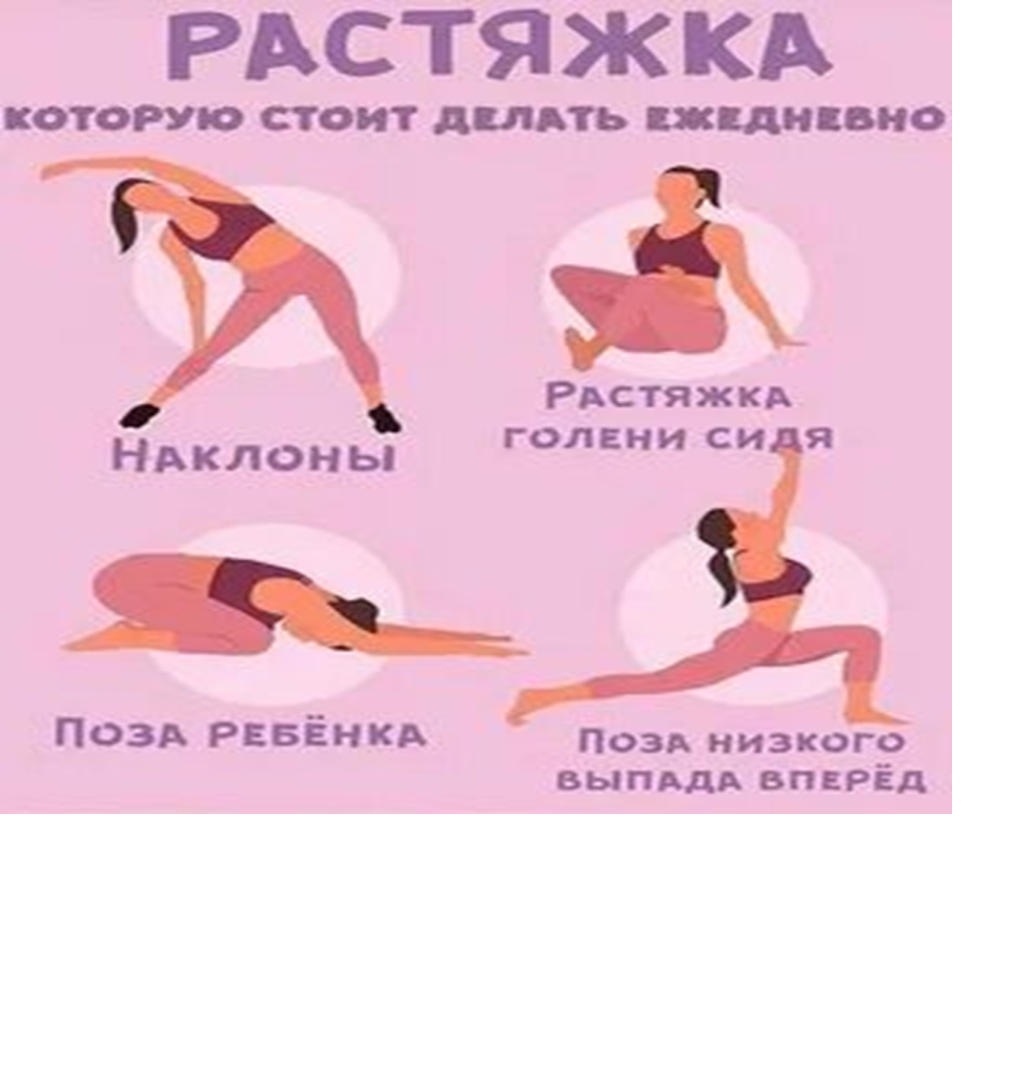 РАСТЯЖКА
КОТОРУЮ СТОИТ ДЕЛАТЬ ЕЖЕДНЕВНО
НАКЛОНЫ
РАСТЯЖКА
ГОЛЕНИ СИДЯ
ПОЗА РЕБЁНКА
ПОЗА НИЗКОГО
ВЫПАДА ВПЕРЁД